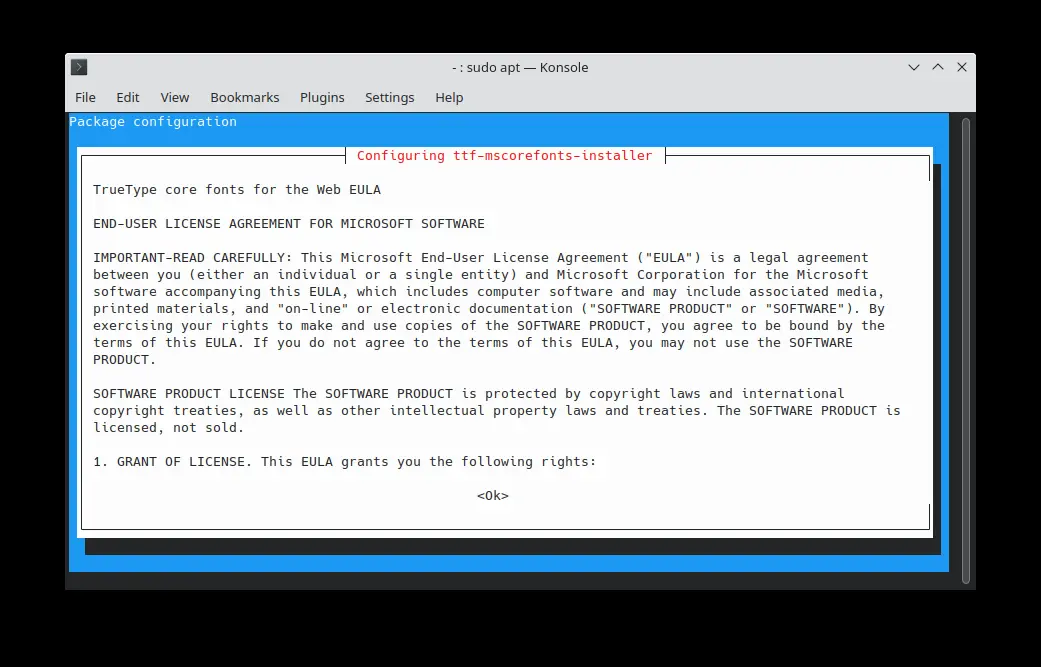 - : sudo apt — Konsole
File Edit View Bookmarks Plugins Settings Help
Package configuration
Configuring ttf-mscorefonts-installer
TrueType core fonts for the Web EULA
END-USER LICENSE AGREEMENT FOR MICROSOFT SOFTWARE
IMPORTANT-READ CAREFULLY: This Microsoft End-User License Agreement ("EULA") is a legal agreement
between you (either an individual or a single entity) and Microsoft Corporation for the Microsoft
software accompanying this EULA, which includes computer software and may include associated media,
printed materials, and "on-line" or electronic documentation ("SOFTWARE PRODUCT" or "SOFTWARE"). By
exercising your rights to make and use copies of the SOFTWARE PRODUCT, you agree to be bound by the
terms of this EULA. If you do not agree to the terms of this EULA, you may not use the SOFTWARE
PRODUCT.
SOFTWARE PRODUCT LICENSE The SOFTWARE PRODUCT is protected by copyright laws and international
copyright treaties, as well as other intellectual property laws and treaties. The SOFTWARE PRODUCT is
licensed, not sold.
1. GRANT OF LICENSE. This EULA grants you the following rights:
<Ok>